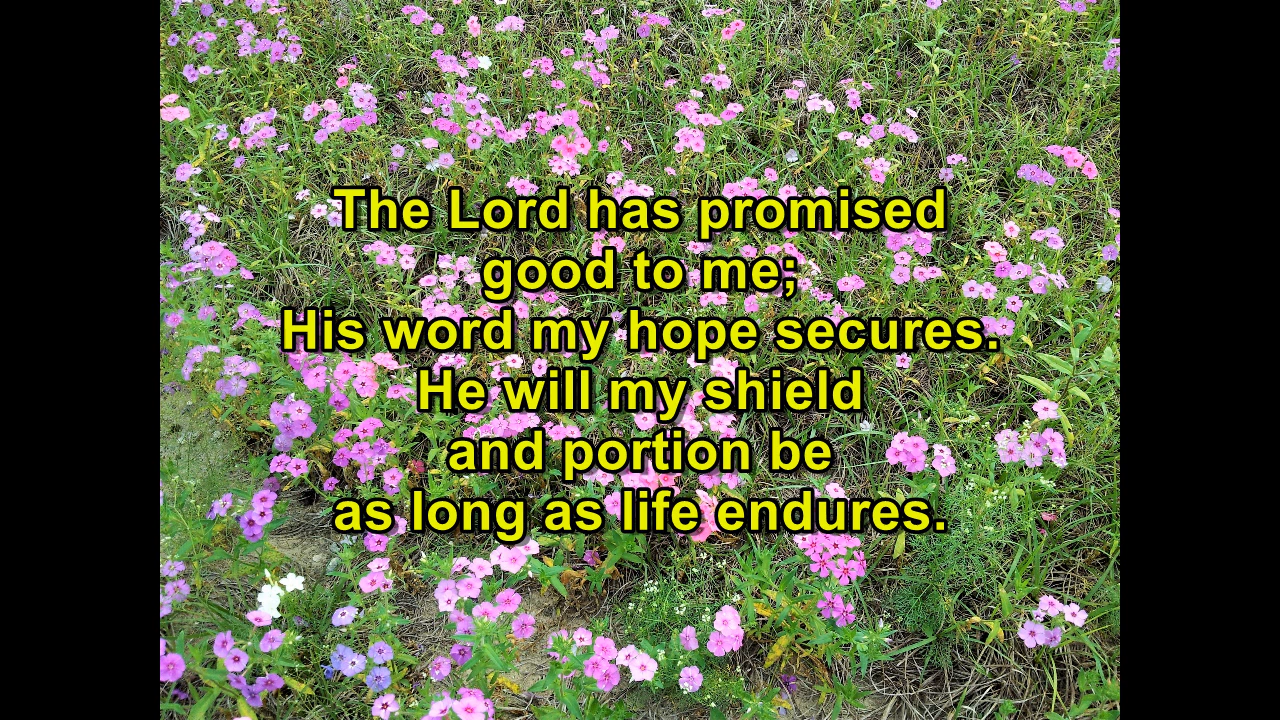 The Lord has promised
good to me;
His word my hope secures.
He will my shield
and portion be
as long as life endures.